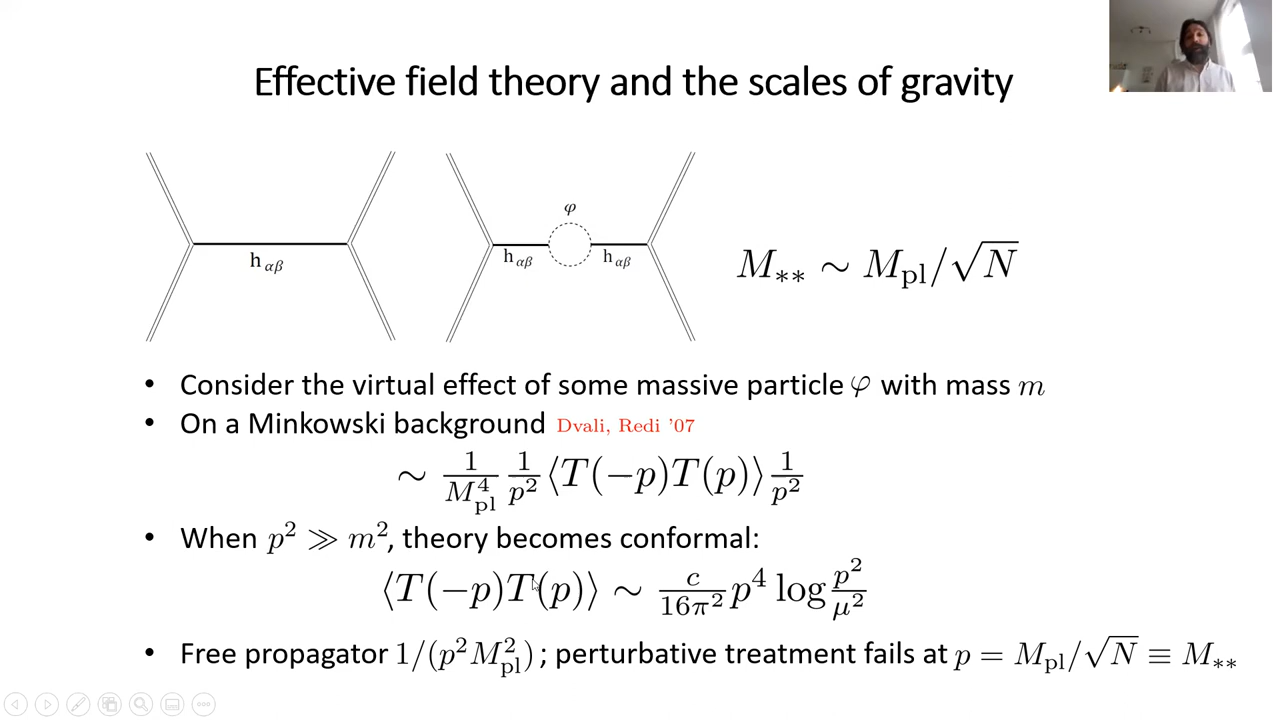 Effective field theory and the scales of gravity
φ
h αβ
h αβ
h αβ
M∗∗ ∼ Mpl/√N
• Consider the virtual effect of some massive particle φ with mass m
• On a Minkowski background Dvali, Redi '07
∼ 1/M⁴pl 1/p² ⟨T(−p)T(p)⟩ 1/p²
• When p² ≫ m², theory becomes conformal:
⟨T(−p)T(p)⟩ ∼ c/16π² p⁴ log p²/μ²
• Free propagator 1/(p²M²pl) ; perturbative treatment fails at p = Mpl/√N ≡ M∗∗